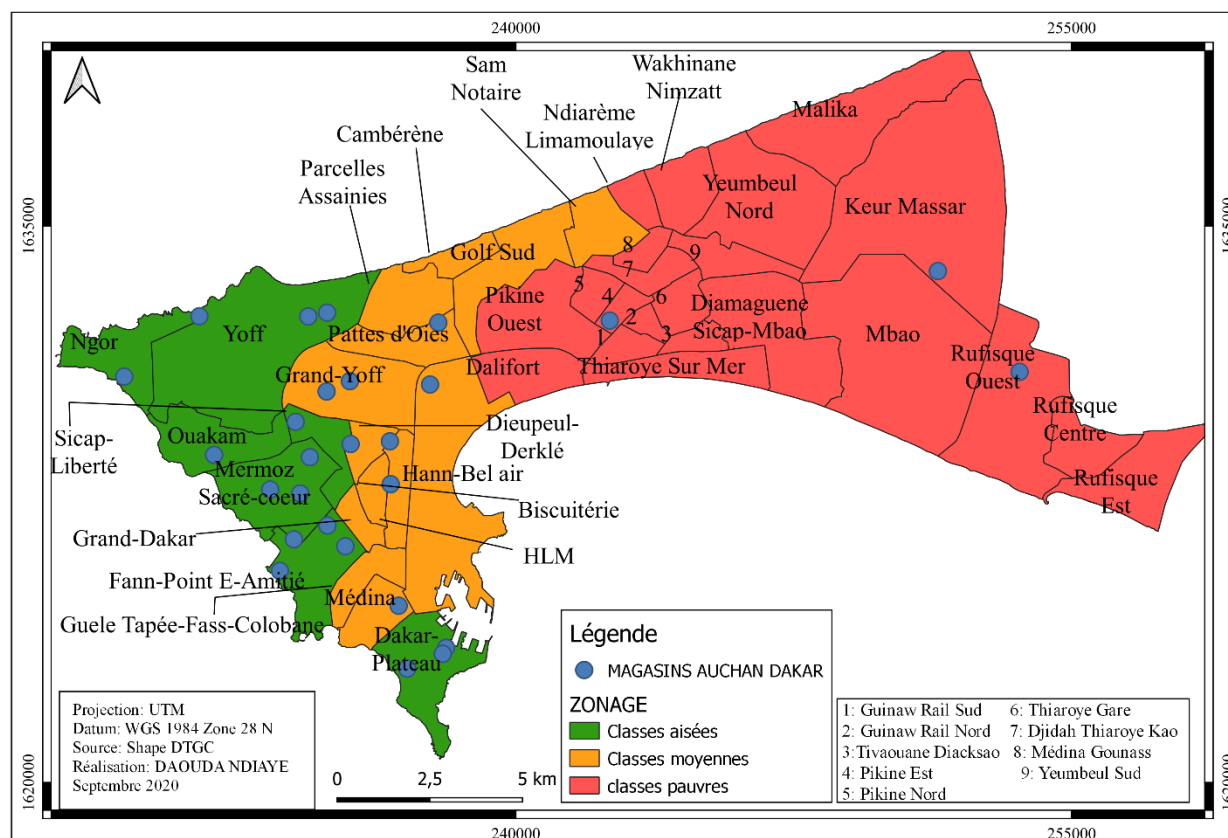 240000
255000
Sam
Notaire
Wakhinane
Nimzatt
Ndiarème
Limamoulaye
Cambérène
Parcelles
Assainies
Malika
Yeumbeul
Nord
Keur Massar
1635000
1635000
Golf Sud
8
9
7
5
4
6
2
1
3
Pikine
Ouest
Djamaguene
Sicap-Mbao
Mbao
Ngor
Yoff
Pattes d'Oies
Grand-Yoff
Dalifort
Thiaroye Sur Mer
Rufisque
Ouest
Rufisque
Centre
Rufisque
Est
Sicap-
Liberté
Ouakam
Mermoz
Sacré-coeur
Dieupeul-
Derklé
Hann-Bel air
Biscuitérie
Grand-Dakar
HLM
Fann-Point E-Amitié
Guele Tapée-Fass-Colobane
Médina
Dakar-
Plateau
Légende
MAGASINS AUCHAN DAKAR
ZONAGE
Classes aisées
Classes moyennes
classes pauvres
Projection: UTM
Datum: WGS 1984 Zone 28 N
Source: Shape DTGC
Réalisation: DAOUDA NDIAYE
Septembre 2020
0 2,5 5 km
1: Guinaw Rail Sud
2: Guinaw Rail Nord
3:Tivaouane Diacksao
4: Pikine Est
5: Pikine Nord
6: Thiaroye Gare
7: Djidah Thiaroye Kao
8: Médina Gounass
9: Yeumbeul Sud
1620000
1620000
240000
255000